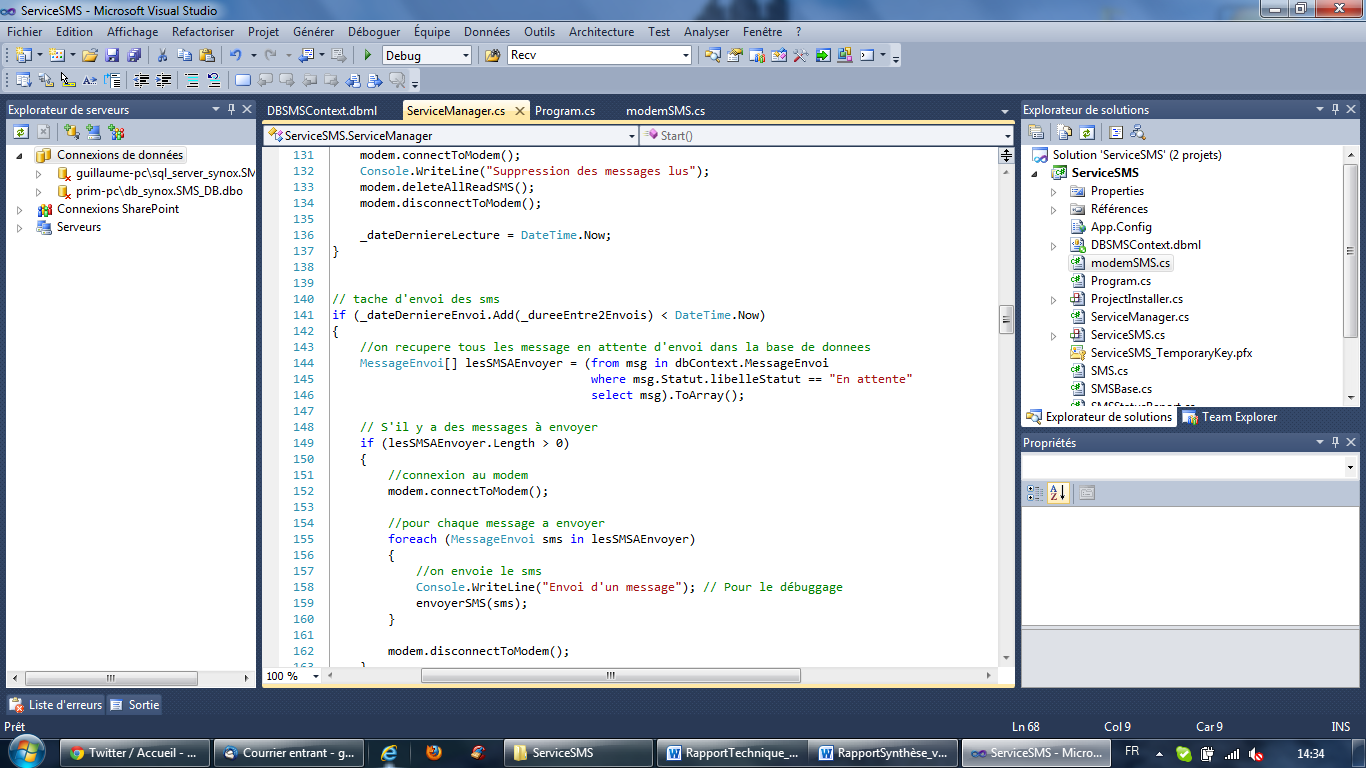 ServiceSMS - Microsoft Visual Studio
Fichier Edition Affichage Refactoriser Projet Générer Déboguer Équipe Données Outils Architecture Test Analyser Fenêtre ?
Debug Recv
Explorateur de serveurs
Connexions de données
guillaume-pc\sql_server_synox.SM
prim-pc\db_synox.SMS_DB.dbo
Connexions SharePoint
Serveurs
DBSMSContext.dbml ServiceManager.cs Program.cs modemSMS.cs
ServiceSMS.ServiceManager Start()
131 modem.connectToModem();
132 Console.WriteLine("Suppression des messages lus");
133 modem.deleteAllReadSMS();
134 modem.disconnectToModem();
135
136 _dateDerniereLecture = DateTime.Now;
137 }
138
139
140 // tache d'envoi des sms
141 if (_dateDerniereEnvoi.Add(_dureeEntre2Envois) < DateTime.Now)
142 {
143 //on recupere tous les message en attente d'envoi dans la base de donnees
144 MessageEnvoi[] lesSMSAEnvoyer = (from msg in dbContext.MessageEnvoi
145 where msg.Statut.libelleStatut == "En attente"
146 select msg).ToArray();
147
148 // S'il y a des messages à envoyer
149 if (lesSMSAEnvoyer.Length > 0)
150 {
151 //connexion au modem
152 modem.connectToModem();
153
154 //pour chaque message a envoyer
155 foreach (MessageEnvoi sms in lesSMSAEnvoyer)
156 {
157 //on envoie le sms
158 Console.WriteLine("Envoi d'un message"); // Pour le débuggage
159 envoyerSMS(sms);
160 }
161
162 modem.disconnectToModem();
163 }
100 %
Explorateur de solutions
Solution 'ServiceSMS' (2 projets)
ServiceSMS
Properties
Références
App.Config
DBSMSContext.dbml
modemSMS.cs
Program.cs
ProjectInstaller.cs
ServiceManager.cs
ServiceSMS.cs
ServiceSMS_TemporaryKey.pfx
SMS.cs
SMSBase.cs
SMSStatusReport.cs
Explorateur de solutions Team Explorer
Propriétés
Liste d'erreurs Sortie
Prêt Ln 68 Col 9 Car 9 INS
Twitter / Accueil - ... Courrier entrant - g... ServiceSMS RapportTechnique_... RapportSynthèse_v... ServiceSMS - Micro... FR 14:34